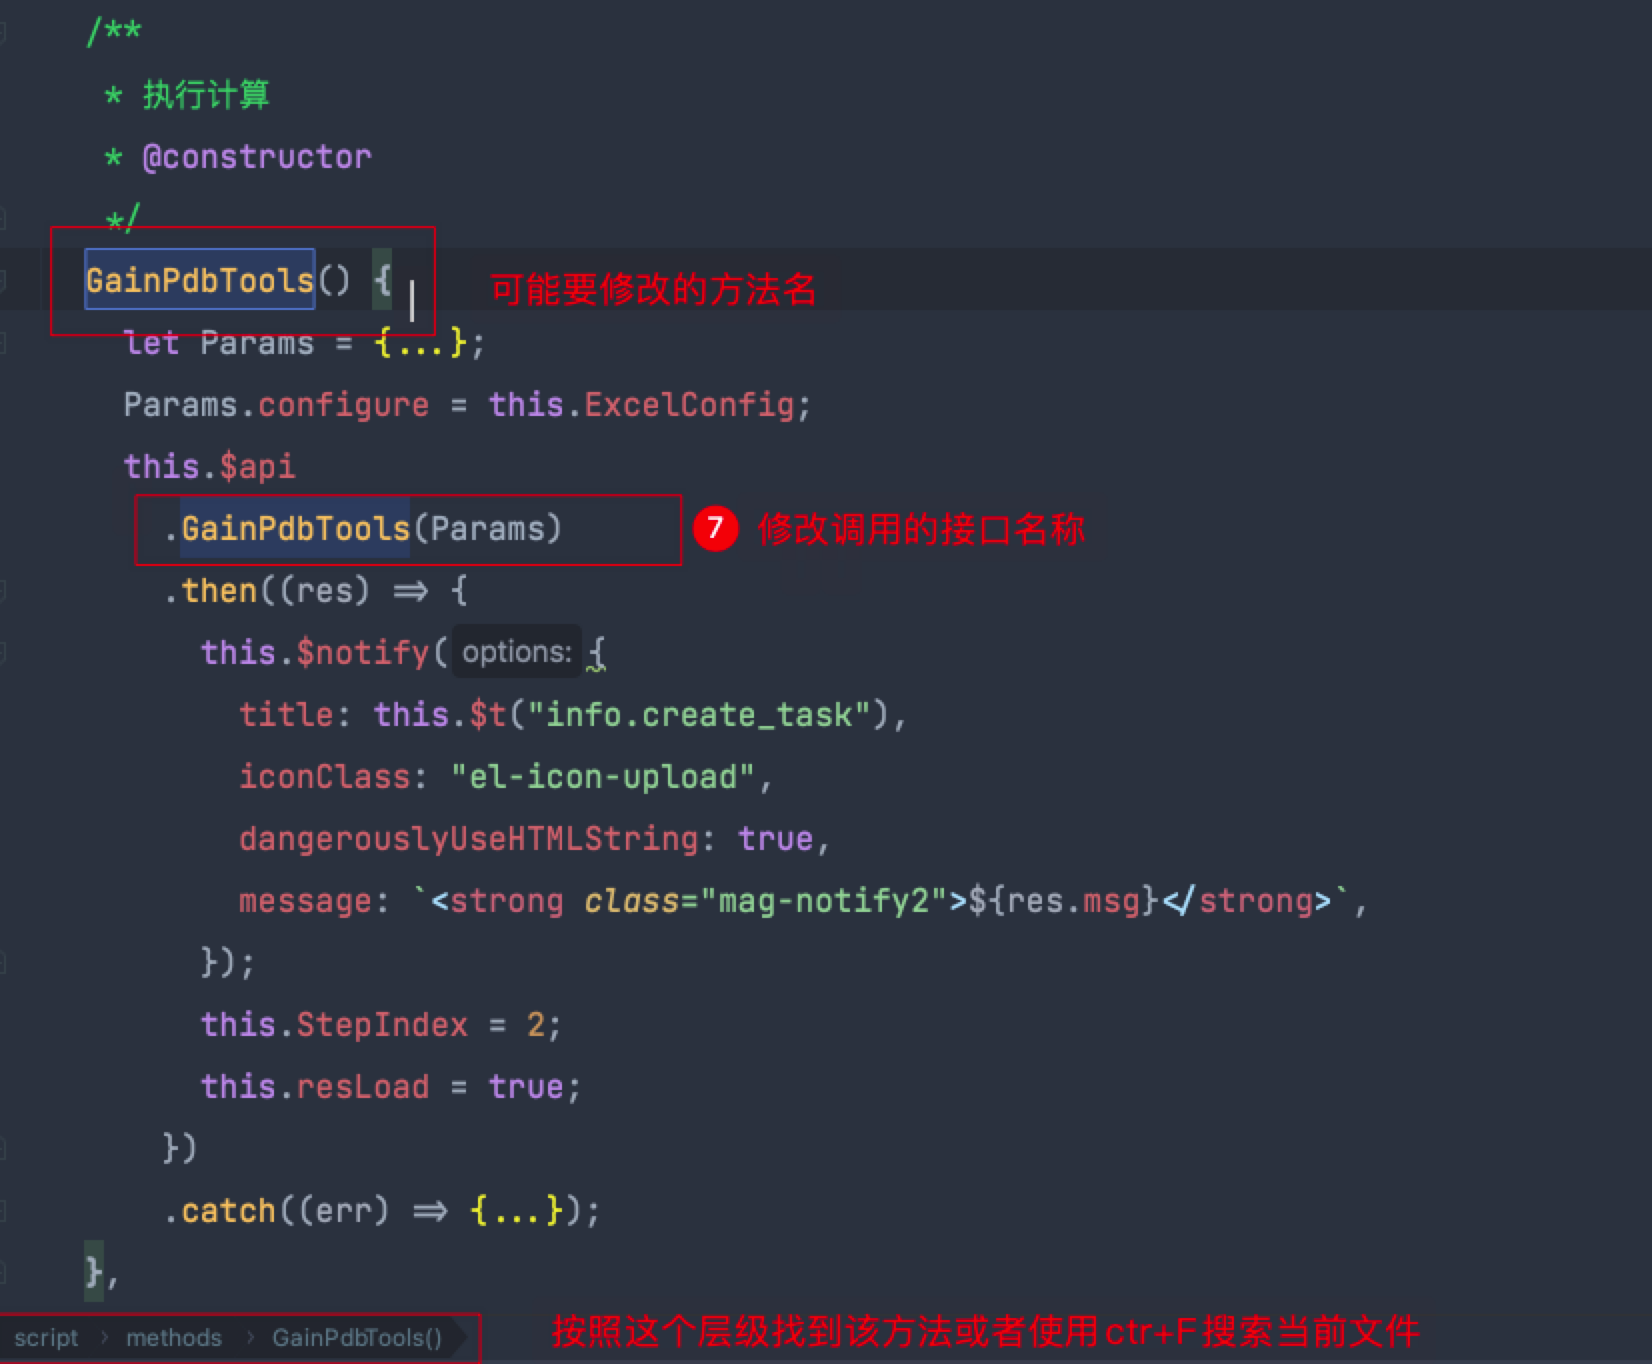 /**
* 执行计算
* @constructor
*/
GainPdbTools() { 可能要修改的方法名
let Params = {...};
Params.configure = this.ExcelConfig;
this.$api
.GainPdbTools(Params) 7 修改调用的接口名称
.then((res) => {
this.$notify( options: {
title: this.$t("info.create_task"),
iconClass: "el-icon-upload",
dangerouslyUseHTMLString: true,
message: `<strong class="mag-notify2">${res.msg}</strong>`,
});
this.StepIndex = 2;
this.resLoad = true;
})
.catch((err) => {...});
},
script > methods > GainPdbTools() 按照这个层级找到该方法或者使用ctr+F搜索当前文件